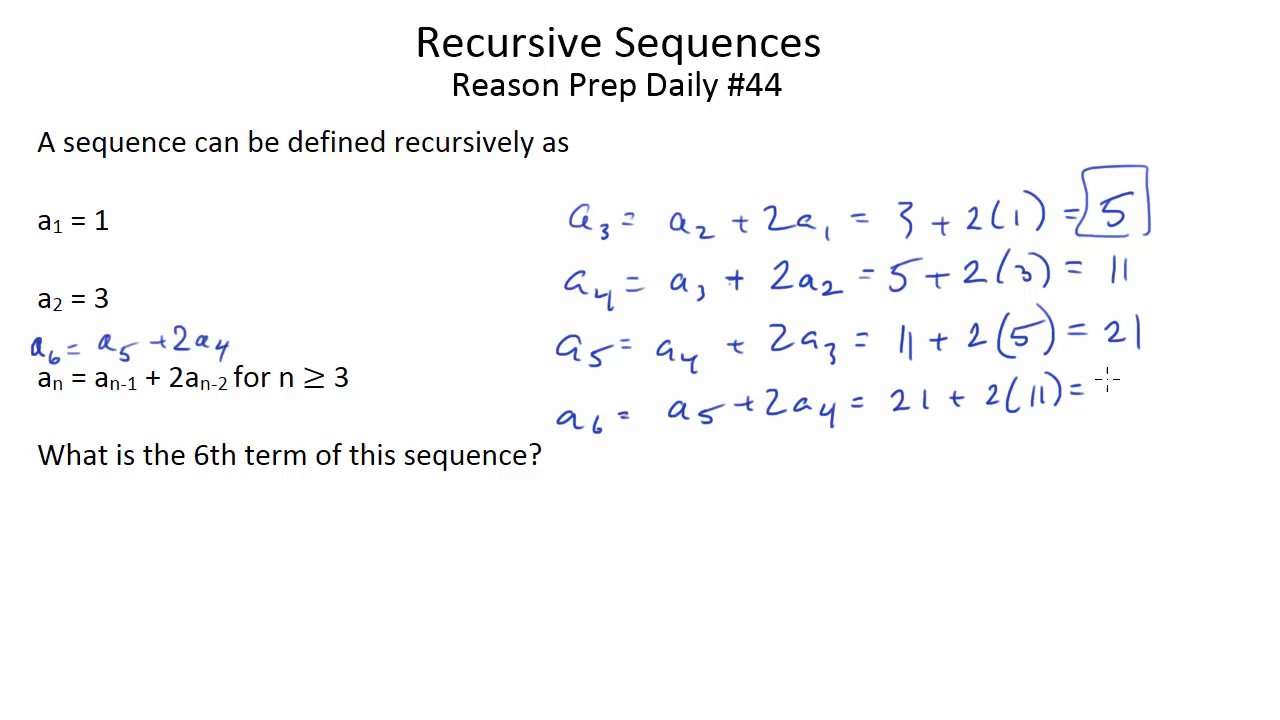 Recursive Sequences
Reason Prep Daily #44
A sequence can be defined recursively as
a₁ = 1
a₂ = 3
a₆ = a₅ + 2a₄
aₙ = aₙ₋₁ + 2aₙ₋₂ for n ≥ 3
What is the 6th term of this sequence?
a₃ = a₂ + 2a₁ = 3 + 2(1) = 5
a₄ = a₃ + 2a₂ = 5 + 2(3) = 11
a₅ = a₄ + 2a₃ = 11 + 2(5) = 21
a₆ = a₅ + 2a₄ = 21 + 2(11) =